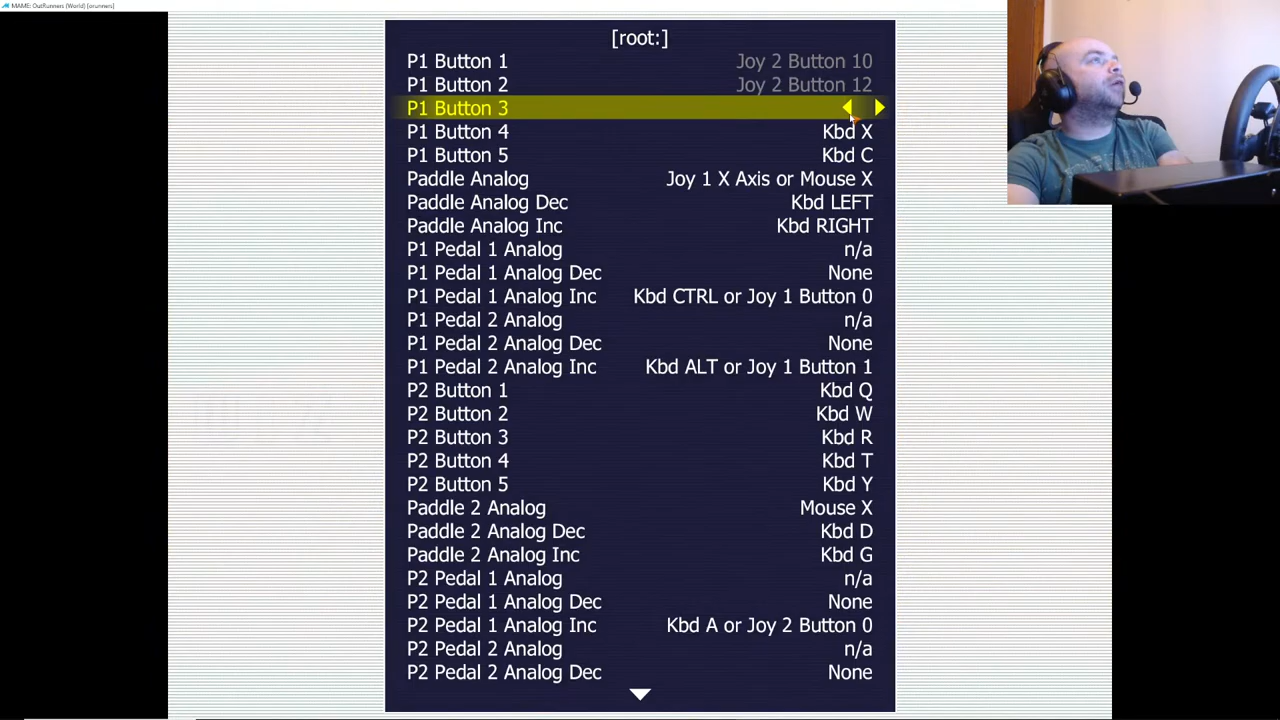 MAME: OutRunners (World) [orunners]
[root:]
P1 Button 1 Joy 2 Button 10
P1 Button 2 Joy 2 Button 12
P1 Button 3
P1 Button 4 Kbd X
P1 Button 5 Kbd C
Paddle Analog Joy 1 X Axis or Mouse X
Paddle Analog Dec Kbd LEFT
Paddle Analog Inc Kbd RIGHT
P1 Pedal 1 Analog n/a
P1 Pedal 1 Analog Dec None
P1 Pedal 1 Analog Inc Kbd CTRL or Joy 1 Button 0
P1 Pedal 2 Analog n/a
P1 Pedal 2 Analog Dec None
P1 Pedal 2 Analog Inc Kbd ALT or Joy 1 Button 1
P2 Button 1 Kbd Q
P2 Button 2 Kbd W
P2 Button 3 Kbd R
P2 Button 4 Kbd T
P2 Button 5 Kbd Y
Paddle 2 Analog Mouse X
Paddle 2 Analog Dec Kbd D
Paddle 2 Analog Inc Kbd G
P2 Pedal 1 Analog n/a
P2 Pedal 1 Analog Dec None
P2 Pedal 1 Analog Inc Kbd A or Joy 2 Button 0
P2 Pedal 2 Analog n/a
P2 Pedal 2 Analog Dec None